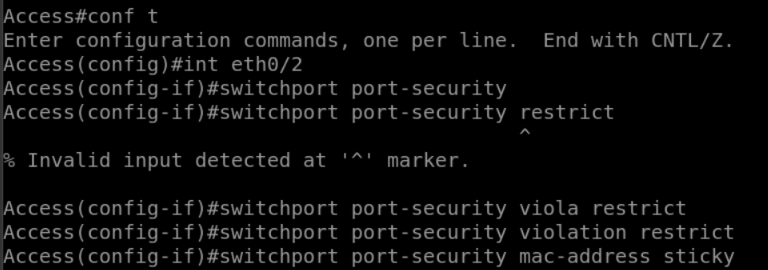 Access#conf t
Enter configuration commands, one per line.  End with CNTL/Z.
Access(config)#int eth0/2
Access(config-if)#switchport port-security
Access(config-if)#switchport port-security restrict
^
% Invalid input detected at '^' marker.
Access(config-if)#switchport port-security viola restrict
Access(config-if)#switchport port-security violation restrict
Access(config-if)#switchport port-security mac-address sticky